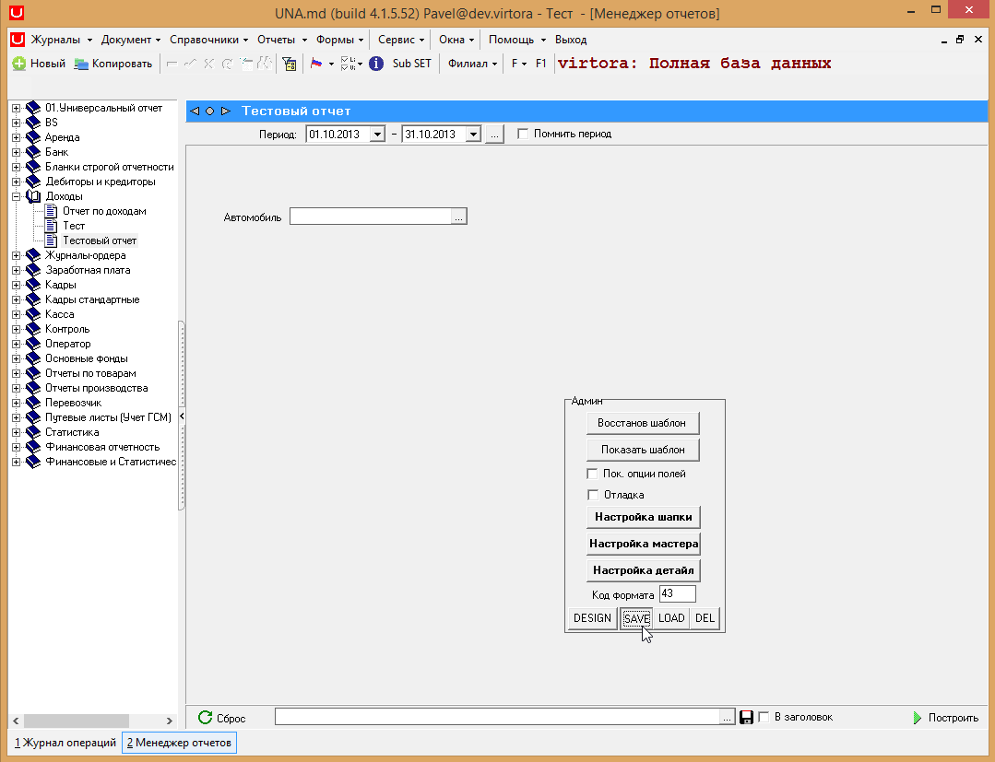 UNA.md (build 4.1.5.52) Pavel@dev.virtora - Тест - [Менеджер отчетов]
Журналы Документ Справочники Отчеты Формы Сервис Окна Помощь Выход
Новый Копировать Sub SET Филиал F F1 virtora: Полная база данных
01.Универсальный отчет
BS
Аренда
Банк
Бланки строгой отчетности
Дебиторы и кредиторы
Доходы
Отчет по доходам
Тест
Тестовый отчет
Журналы-ордера
Заработная плата
Кадры
Кадры стандартные
Касса
Контроль
Оператор
Основные фонды
Отчеты по товарам
Отчеты производства
Перевозчик
Путевые листы (Учет ГСМ)
Статистика
Финансовая отчетность
Финансовые и Статистичес
Тестовый отчет
Период: 01.10.2013 - 31.10.2013 ... Помнить период
Автомобиль ...
Админ
Восстанов шаблон
Показать шаблон
Пок. опции полей
Отладка
Настройка шапки
Настройка мастера
Настройка детайл
Код формата 43
DESIGN SAVE LOAD DEL
Сброс ... В заголовок Построить
1 Журнал операций 2 Менеджер отчетов